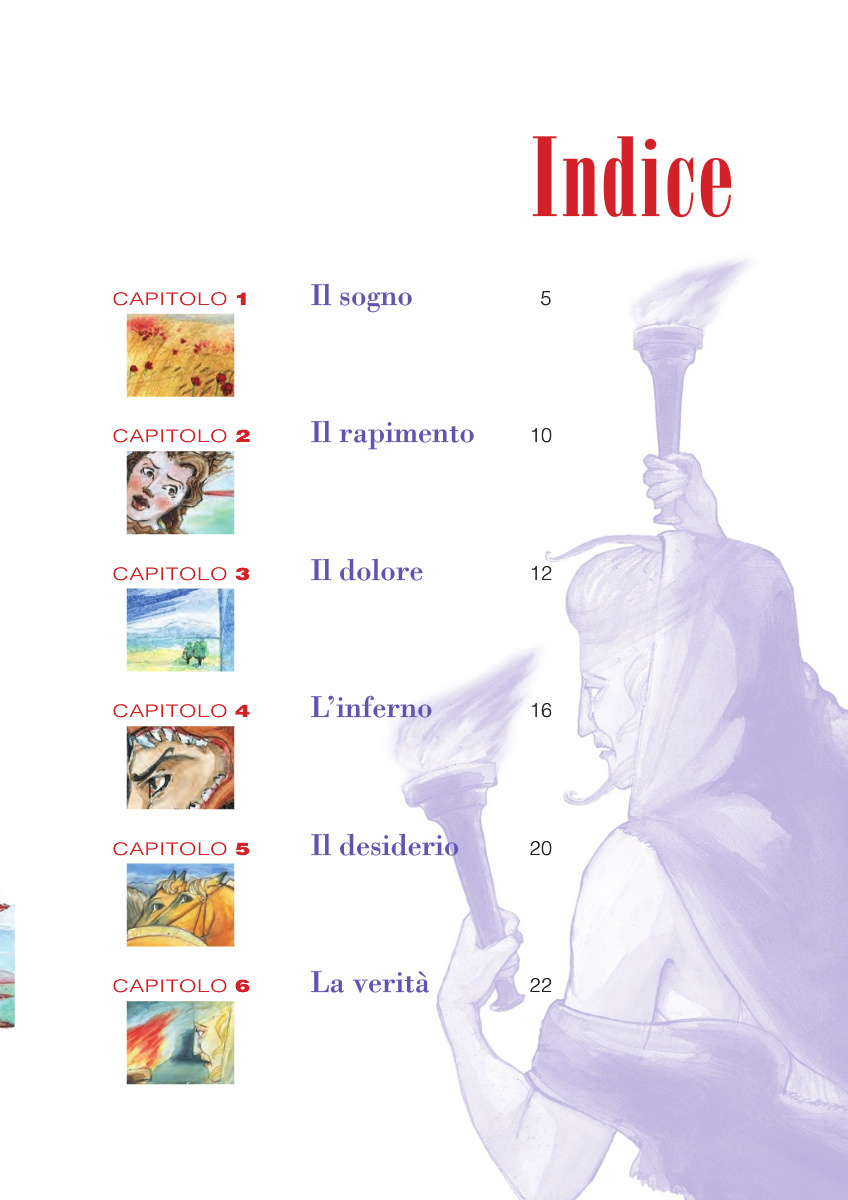 Indice
CAPITOLO 1 Il sogno 5
CAPITOLO 2 Il rapimento 10
CAPITOLO 3 Il dolore 12
CAPITOLO 4 L’inferno 16
CAPITOLO 5 Il desiderio 20
CAPITOLO 6 La verità 22